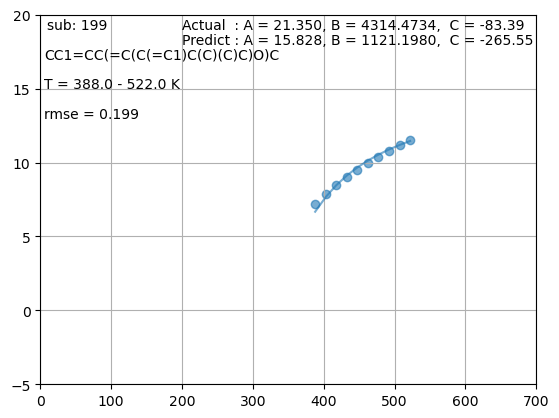 sub: 199
Actual  : A = 21.350, B = 4314.4734,  C = -83.39
Predict : A = 15.828, B = 1121.1980,  C = -265.55
CC1=CC(=C(C(=C1)C(C)(C)C)O)C
T = 388.0 - 522.0 K
rmse = 0.199
20
15
10
5
0
−5
0 100 200 300 400 500 600 700